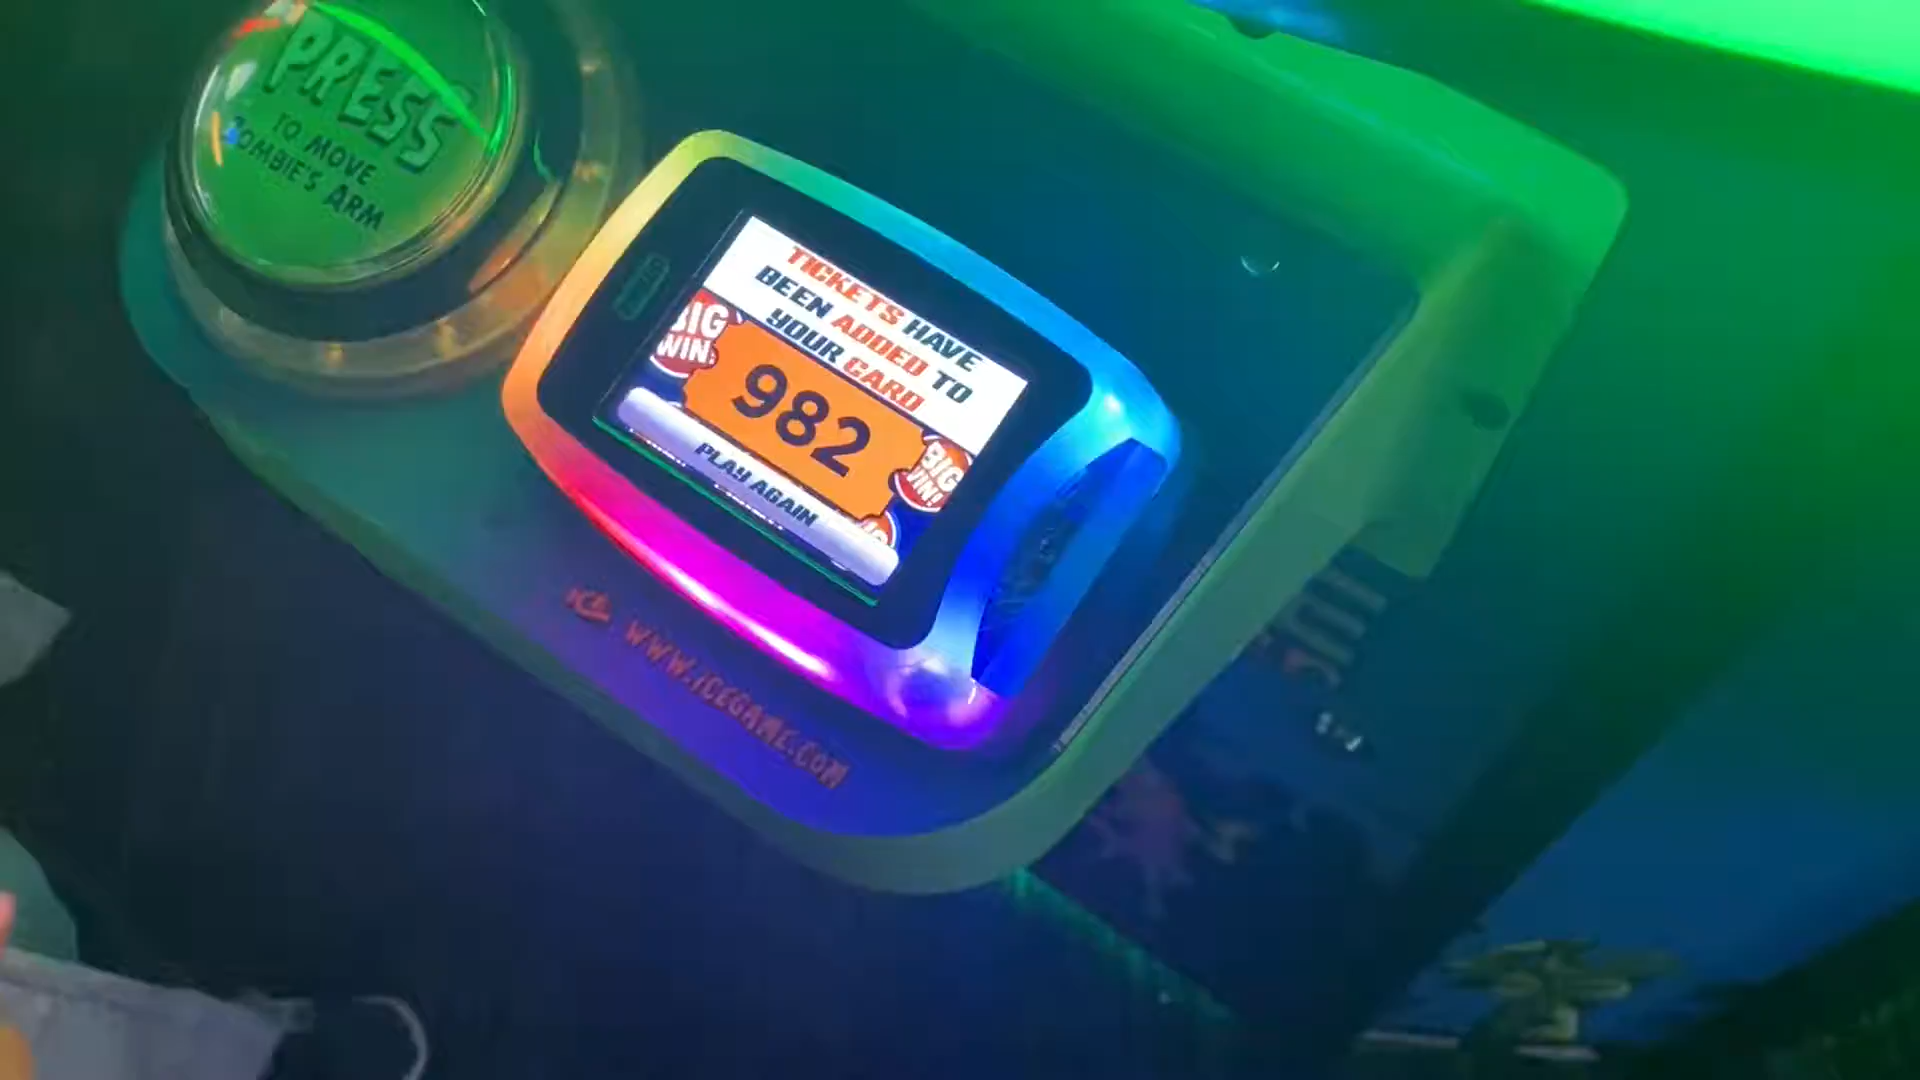 PRESS
TO MOVE
ZOMBIE'S ARM
TICKETS HAVE
BEEN ADDED TO
YOUR CARD
BIG
WIN!
982
BIG
WIN!
PLAY AGAIN
ICE WWW.ICEGAME.COM